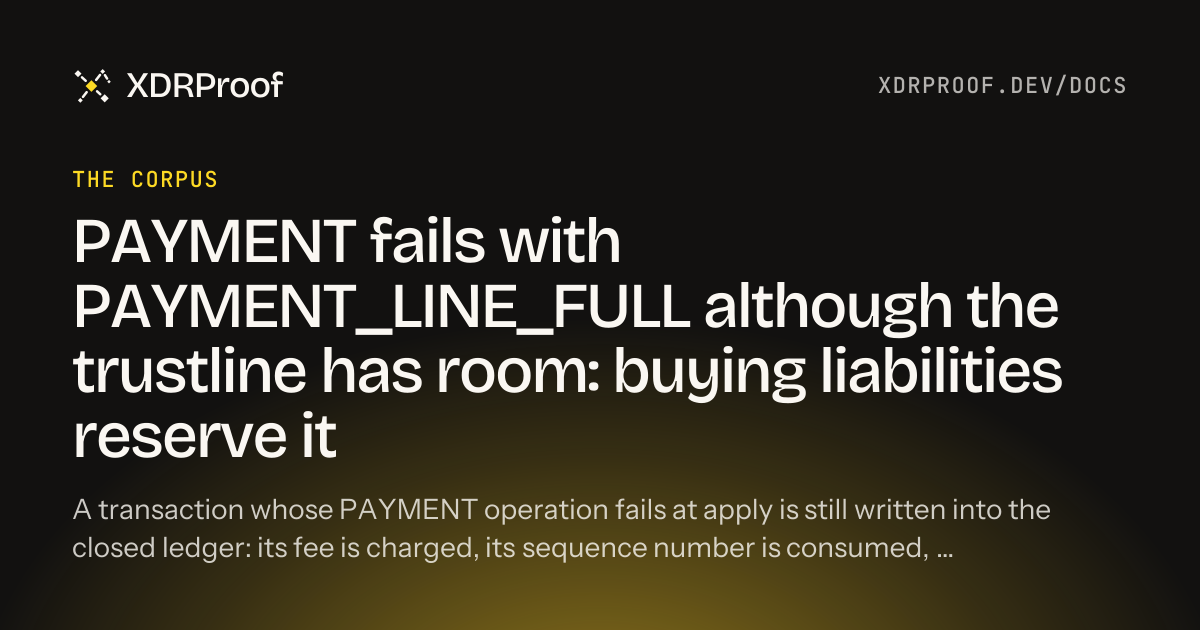 XDRProof
XDRPROOF.DEV/DOCS
THE CORPUS
PAYMENT fails with
PAYMENT_LINE_FULL although the
trustline has room: buying liabilities
reserve it
A transaction whose PAYMENT operation fails at apply is still written into the
closed ledger: its fee is charged, its sequence number is consumed, ...